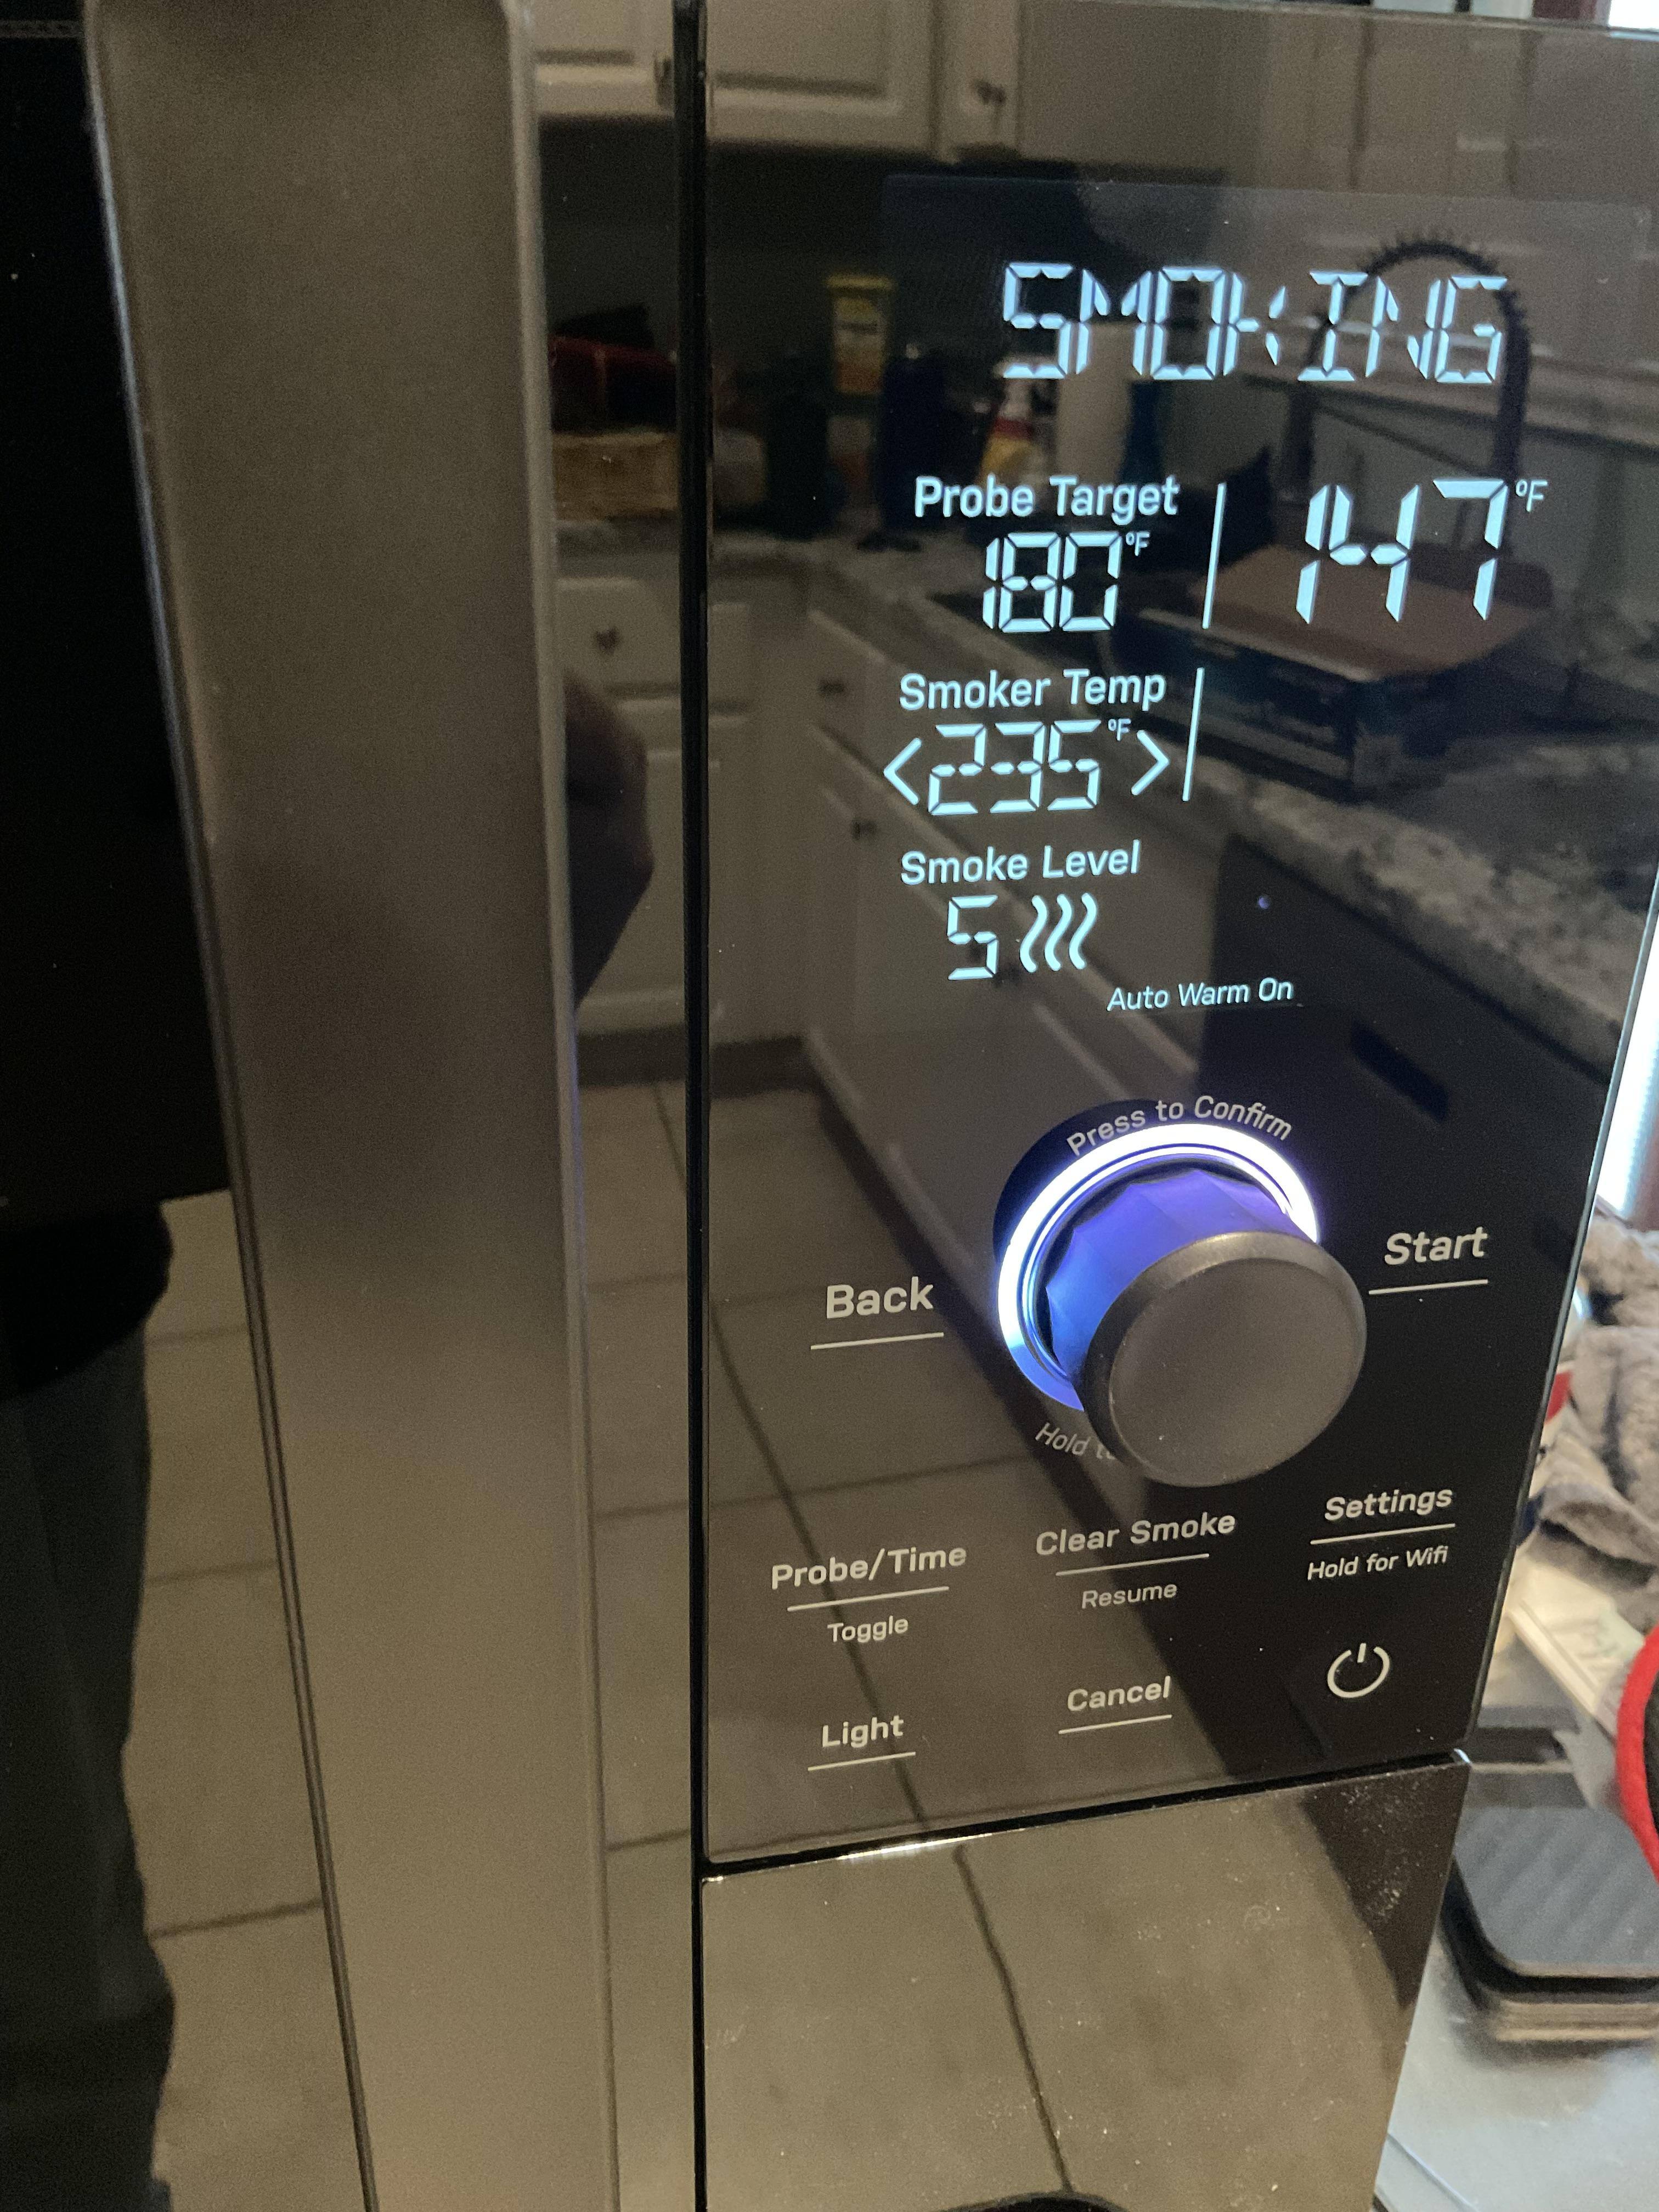 SMOKING
Probe Target
180°F
147°F
Smoker Temp
<235°F>
Smoke Level
5
Auto Warm On
Press to Confirm
Back
Start
Hold
Probe/Time
Toggle
Clear Smoke
Resume
Settings
Hold for Wifi
Light
Cancel